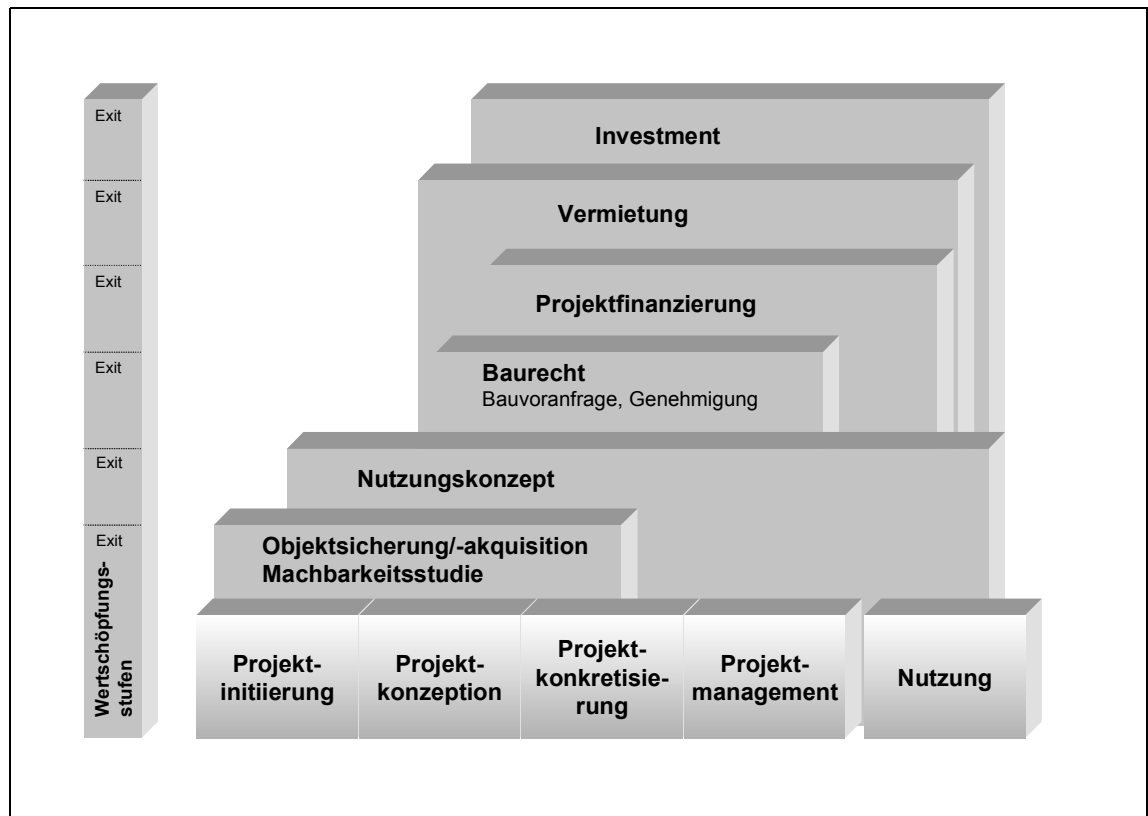 Exit
Exit
Exit
Exit
Exit
Exit
Wertschöpfungs-
stufen
Investment
Vermietung
Projektfinanzierung
Baurecht
Bauvoranfrage, Genehmigung
Nutzungskonzept
Objektsicherung/-akquisition
Machbarkeitsstudie
Projekt-
initiierung
Projekt-
konzeption
Projekt-
konkretisie-
rung
Projekt-
management
Nutzung